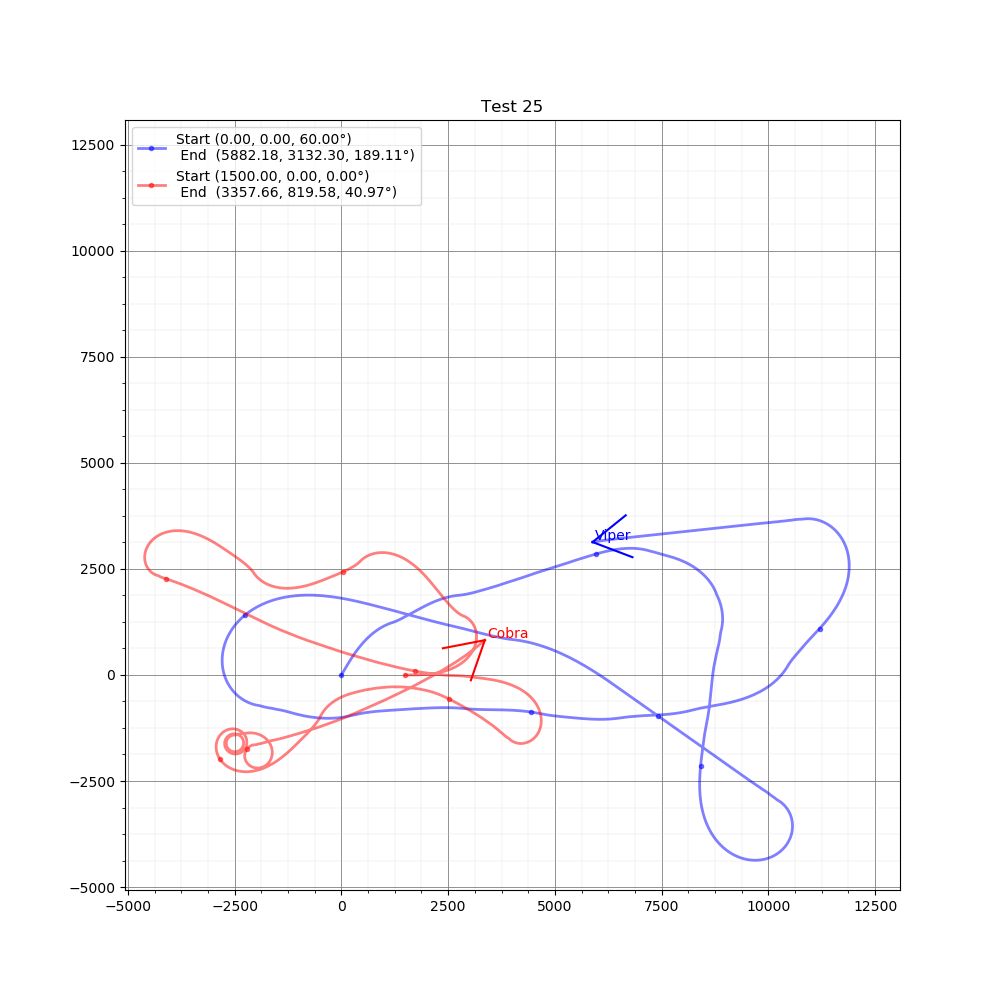 Test 25
Start (0.00, 0.00, 60.00°)
End (5882.18, 3132.30, 189.11°)
Start (1500.00, 0.00, 0.00°)
End (3357.66, 819.58, 40.97°)
12500
10000
7500
5000
2500
0
−2500
−5000
Viper
Cobra
−5000 −2500 0 2500 5000 7500 10000 12500